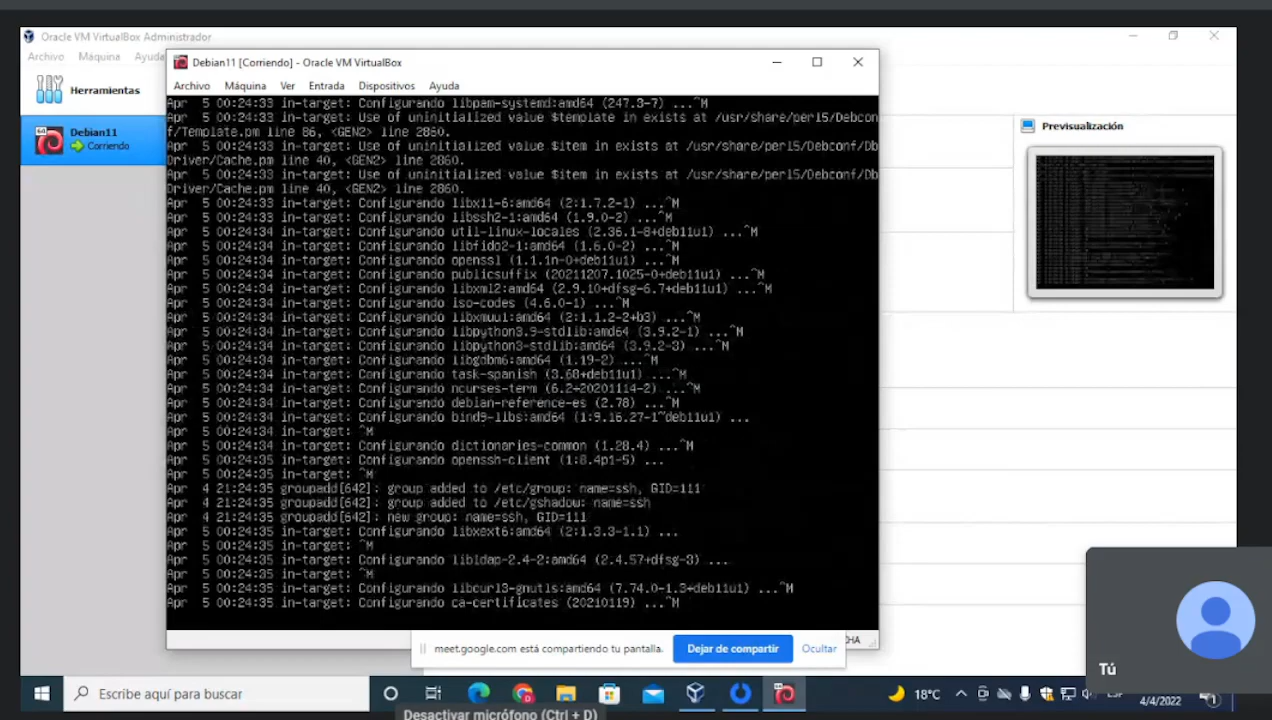 Oracle VM VirtualBox Administrador
Archivo Máquina Ayuda
Herramientas
Debian11
Corriendo
Debian11 [Corriendo] - Oracle VM VirtualBox
Archivo Máquina Ver Entrada Dispositivos Ayuda
Apr  5 00:24:33 in-target: Configurando libpam-systemd:amd64 (247.3-7) ...^M
Apr  5 00:24:33 in-target: Use of uninitialized value $template in exists at /usr/share/perl5/Debcon
f/Template.pm line 86, <GEN2> line 2860.
Apr  5 00:24:33 in-target: Use of uninitialized value $item in exists at /usr/share/perl5/Debconf/Db
Driver/Cache.pm line 40, <GEN2> line 2860.
Apr  5 00:24:33 in-target: Use of uninitialized value $item in exists at /usr/share/perl5/Debconf/Db
Driver/Cache.pm line 40, <GEN2> line 2860.
Apr  5 00:24:33 in-target: Configurando libx11-6:amd64 (2:1.7.2-1) ...^M
Apr  5 00:24:33 in-target: Configurando libssh2-1:amd64 (1.9.0-2) ...^M
Apr  5 00:24:34 in-target: Configurando util-linux-locales (2.36.1-8+deb11u1) ...^M
Apr  5 00:24:34 in-target: Configurando libfido2-1:amd64 (1.6.0-2) ...^M
Apr  5 00:24:34 in-target: Configurando openssl (1.1.1n-0+deb11u1) ...^M
Apr  5 00:24:34 in-target: Configurando publicsuffix (20211207.1025-0+deb11u1) ...^M
Apr  5 00:24:34 in-target: Configurando libxml2:amd64 (2.9.10+dfsg-6.7+deb11u1) ...^M
Apr  5 00:24:34 in-target: Configurando iso-codes (4.6.0-1) ...^M
Apr  5 00:24:34 in-target: Configurando libxmuu1:amd64 (2:1.1.2-2+b3) ...^M
Apr  5 00:24:34 in-target: Configurando libpython3.9-stdlib:amd64 (3.9.2-1) ...^M
Apr  5 00:24:34 in-target: Configurando libpython3-stdlib:amd64 (3.9.2-3) ...^M
Apr  5 00:24:34 in-target: Configurando libgdbm6:amd64 (1.19-2) ...^M
Apr  5 00:24:34 in-target: Configurando task-spanish (3.68+deb11u1) ...^M
Apr  5 00:24:34 in-target: Configurando ncurses-term (6.2+20201114-2) ...^M
Apr  5 00:24:34 in-target: Configurando debian-reference-es (2.78) ...^M
Apr  5 00:24:34 in-target: Configurando bind9-libs:amd64 (1:9.16.27-1~deb11u1) ...
Apr  5 00:24:34 in-target: ^M
Apr  5 00:24:34 in-target: Configurando dictionaries-common (1.28.4) ...^M
Apr  5 00:24:35 in-target: Configurando openssh-client (1:8.4p1-5) ...
Apr  5 00:24:35 in-target: ^M
Apr  4 21:24:35 groupadd[642]: group added to /etc/group: name=ssh, GID=111
Apr  4 21:24:35 groupadd[642]: group added to /etc/gshadow: name=ssh
Apr  4 21:24:35 groupadd[642]: new group: name=ssh, GID=111
Apr  5 00:24:35 in-target: Configurando libxext6:amd64 (2:1.3.3-1.1) ...
Apr  5 00:24:35 in-target: ^M
Apr  5 00:24:35 in-target: Configurando libldap-2.4-2:amd64 (2.4.57+dfsg-3) ...
Apr  5 00:24:35 in-target: ^M
Apr  5 00:24:35 in-target: Configurando libcurl3-gnutls:amd64 (7.74.0-1.3+deb11u1) ...^M
Apr  5 00:24:35 in-target: Configurando ca-certificates (20210119) ...^M
Previsualización
meet.google.com está compartiendo tu pantalla.
Dejar de compartir
Ocultar
Tú
Escribe aquí para buscar
18°C
4/4/2022
1
Desactivar micrófono (Ctrl + D)